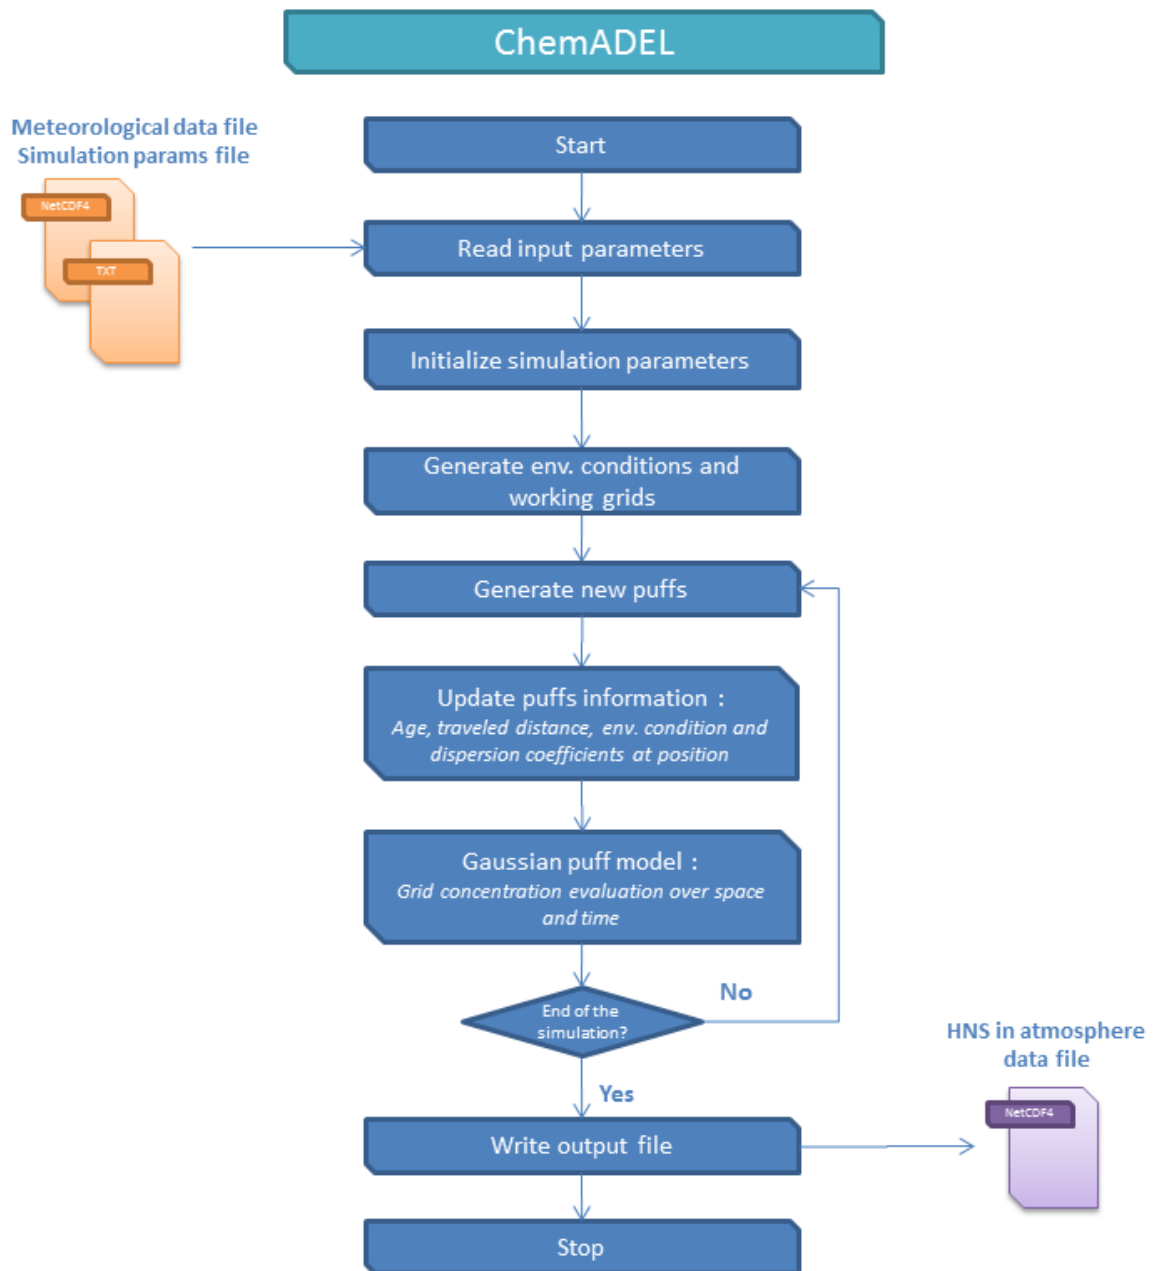 ChemADEL
Meteorological data file
Simulation params file
NetCDF4
TXT
Start
Read input parameters
Initialize simulation parameters
Generate env. conditions and
working grids
Generate new puffs
Update puffs information :
Age, traveled distance, env. condition and
dispersion coefficients at position
Gaussian puff model :
Grid concentration evaluation over space
and time
End of the
simulation?
No
Yes
HNS in atmosphere
data file
NetCDF4
Write output file
Stop